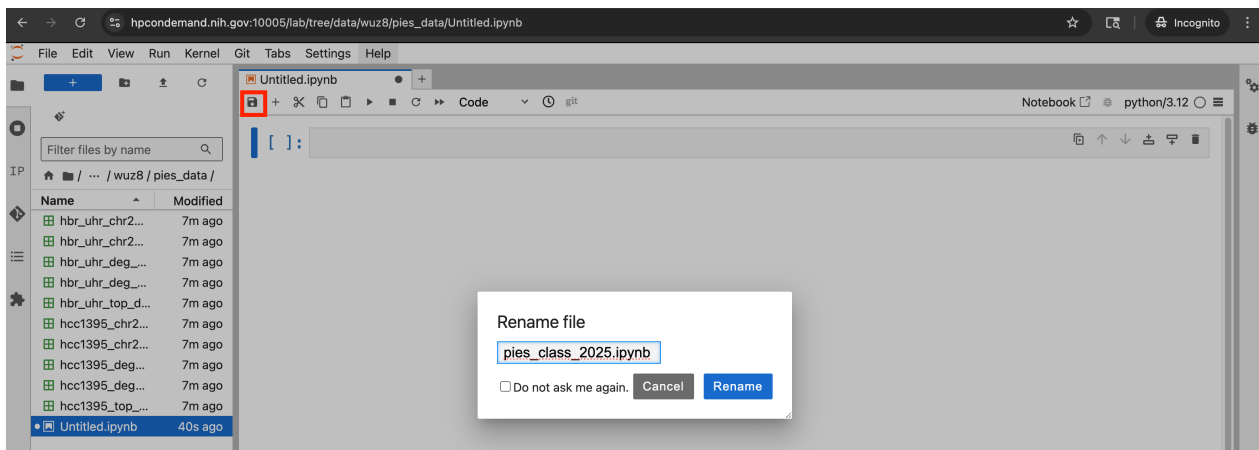 hpcondemand.nih.gov:10005/lab/tree/data/wuz8/pies_data/Untitled.ipynb Incognito
File Edit View Run Kernel Git Tabs Settings Help
Untitled.ipynb
Code git Notebook python/3.12
Filter files by name
[ ]:
IP
/ ··· / wuz8 / pies_data /
Name Modified
hbr_uhr_chr2... 7m ago
hbr_uhr_chr2... 7m ago
hbr_uhr_deg_... 7m ago
hbr_uhr_deg_... 7m ago
hbr_uhr_top_d... 7m ago
hcc1395_chr2... 7m ago
hcc1395_chr2... 7m ago
hcc1395_deg... 7m ago
hcc1395_deg... 7m ago
hcc1395_top_... 7m ago
Untitled.ipynb 40s ago
Rename file
pies_class_2025.ipynb
Do not ask me again. Cancel Rename